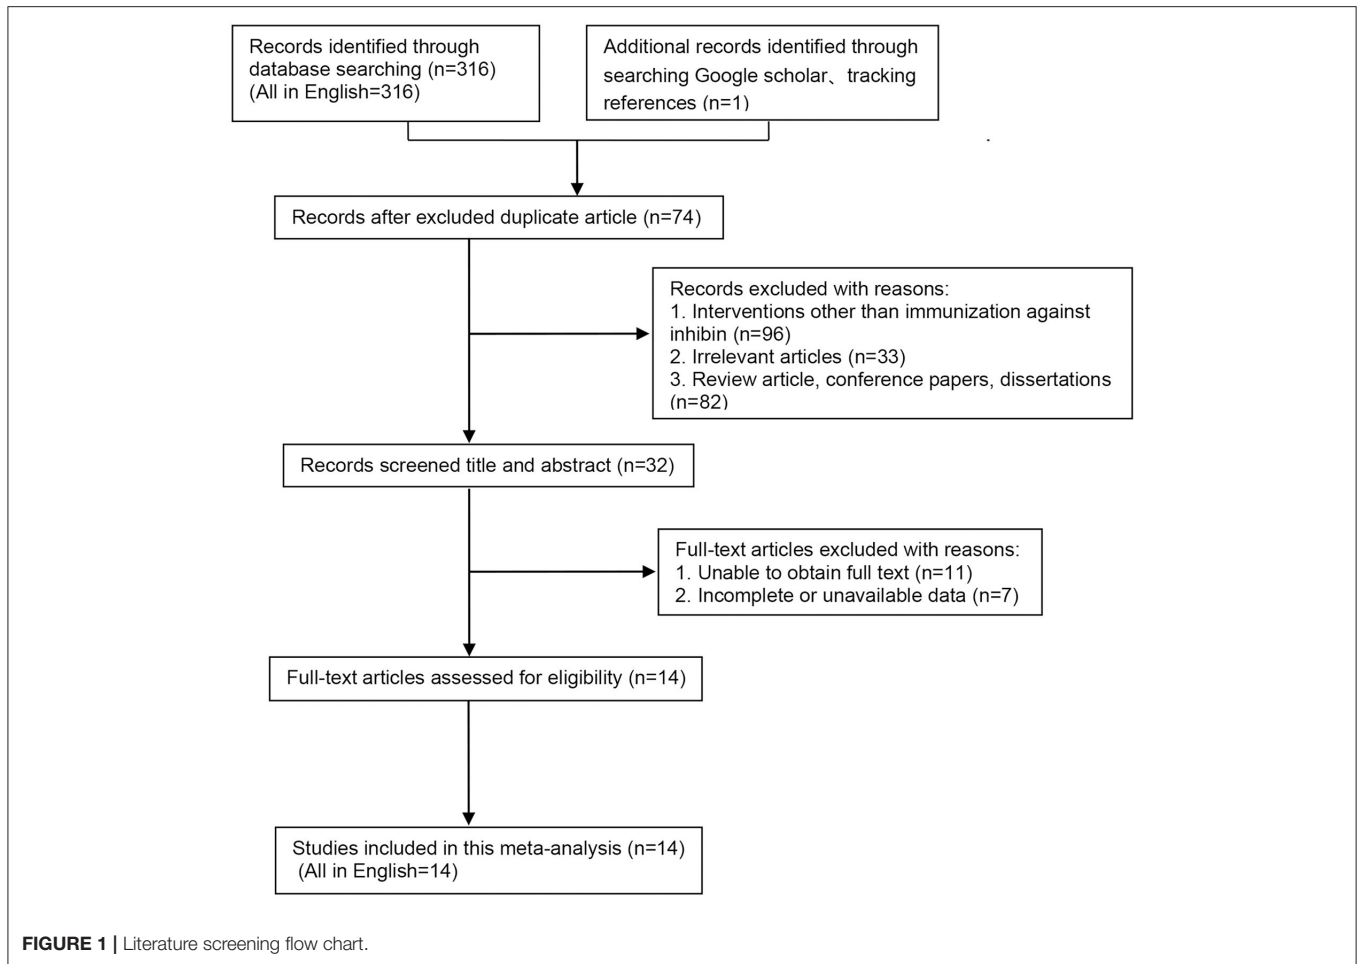 Records identified through
database searching (n=316)
(All in English=316)
Additional records identified through
searching Google scholar、tracking
references (n=1)
Records after excluded duplicate article (n=74)
Records excluded with reasons:
1. Interventions other than immunization against
inhibin (n=96)
2. Irrelevant articles (n=33)
3. Review article, conference papers, dissertations
(n=82)
Records screened title and abstract (n=32)
Full-text articles excluded with reasons:
1. Unable to obtain full text (n=11)
2. Incomplete or unavailable data (n=7)
Full-text articles assessed for eligibility (n=14)
Studies included in this meta-analysis (n=14)
(All in English=14)
FIGURE 1 | Literature screening flow chart.